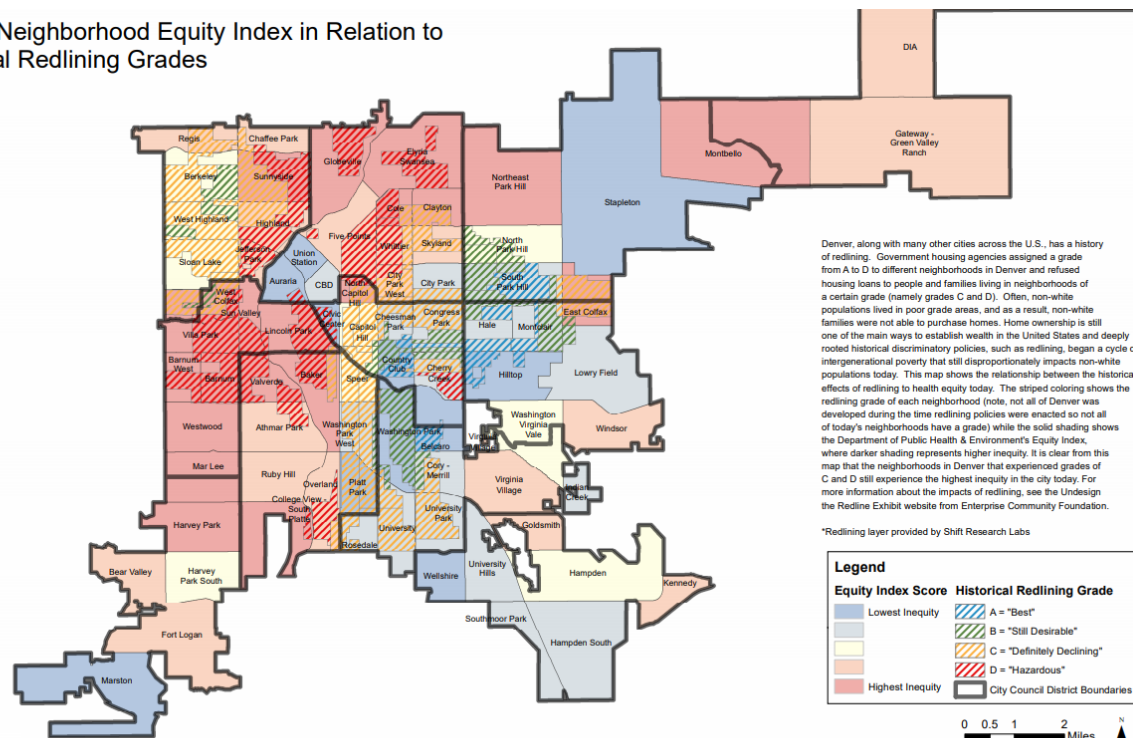 Neighborhood Equity Index in Relation to
al Redlining Grades
DIA
Gateway -
Green Valley
Ranch
Montbello
Stapleton
Regis
Chaffee Park
Globeville
Elyria
Swansea
Northeast
Park Hill
Berkeley
Sunnyside
West Highland
Highland
Cole
Clayton
Five Points
Whittier
Skyland
North
Park Hill
Sloan Lake
Jefferson
Park
Union
Station
Auraria
CBD
North
Capitol
Hill
City
Park
West
City Park
South
Park Hill
West
Colfax
Sun Valley
Civic
Center
Capitol
Hill
Cheesman
Park
Congress
Park
Hale
Montclair
East Colfax
Villa Park
Lincoln Park
Barnum
West
Barnum
Valverde
Baker
Speer
Country
Club
Cherry
Creek
Hilltop
Lowry Field
Westwood
Athmar Park
Washington
Park
West
Washington Park
Belcaro
Virginia
Village
Washington
Virginia
Vale
Windsor
Mar Lee
Ruby Hill
Overland
Platt
Park
Cory -
Merrill
Virginia
Village
Indian
Creek
Harvey Park
College View -
South
Platte
University
University
Park
Goldsmith
Rosedale
Bear Valley
Harvey
Park South
Wellshire
University
Hills
Hampden
Kennedy
Southmoor Park
Fort Logan
Hampden South
Marston
Denver, along with many other cities across the U.S., has a history
of redlining. Government housing agencies assigned a grade
from A to D to different neighborhoods in Denver and refused
housing loans to people and families living in neighborhoods of
a certain grade (namely grades C and D). Often, non-white
populations lived in poor grade areas, and as a result, non-white
families were not able to purchase homes. Home ownership is still
one of the main ways to establish wealth in the United States and deeply
rooted historical discriminatory policies, such as redlining, began a cycle o
intergenerational poverty that still disproportionately impacts non-white
populations today. This map shows the relationship between the historica
effects of redlining to health equity today. The striped coloring shows the
redlining grade of each neighborhood (note, not all of Denver was
developed during the time redlining policies were enacted so not all
of today's neighborhoods have a grade) while the solid shading shows
the Department of Public Health & Environment's Equity Index,
where darker shading represents higher inequity. It is clear from this
map that the neighborhoods in Denver that experienced grades of
C and D still experience the highest inequity in the city today. For
more information about the impacts of redlining, see the Undesign
the Redline Exhibit website from Enterprise Community Foundation.
*Redlining layer provided by Shift Research Labs
Legend
Equity Index Score Historical Redlining Grade
Lowest Inequity
A = "Best"
B = "Still Desirable"
C = "Definitely Declining"
D = "Hazardous"
Highest Inequity
City Council District Boundaries
0 0.5 1 2
Miles
N